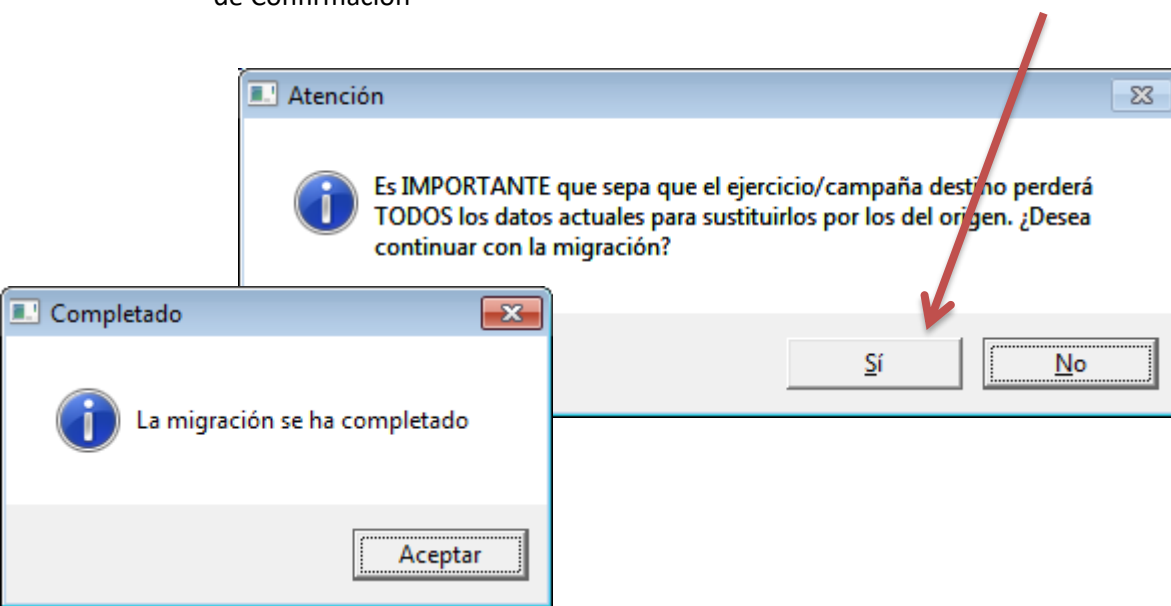 de Confirmación
Atención
Es IMPORTANTE que sepa que el ejercicio/campaña destino perderá
TODOS los datos actuales para sustituirlos por los del origen. ¿Desea
continuar con la migración?
Sí
No
Completado
La migración se ha completado
Aceptar